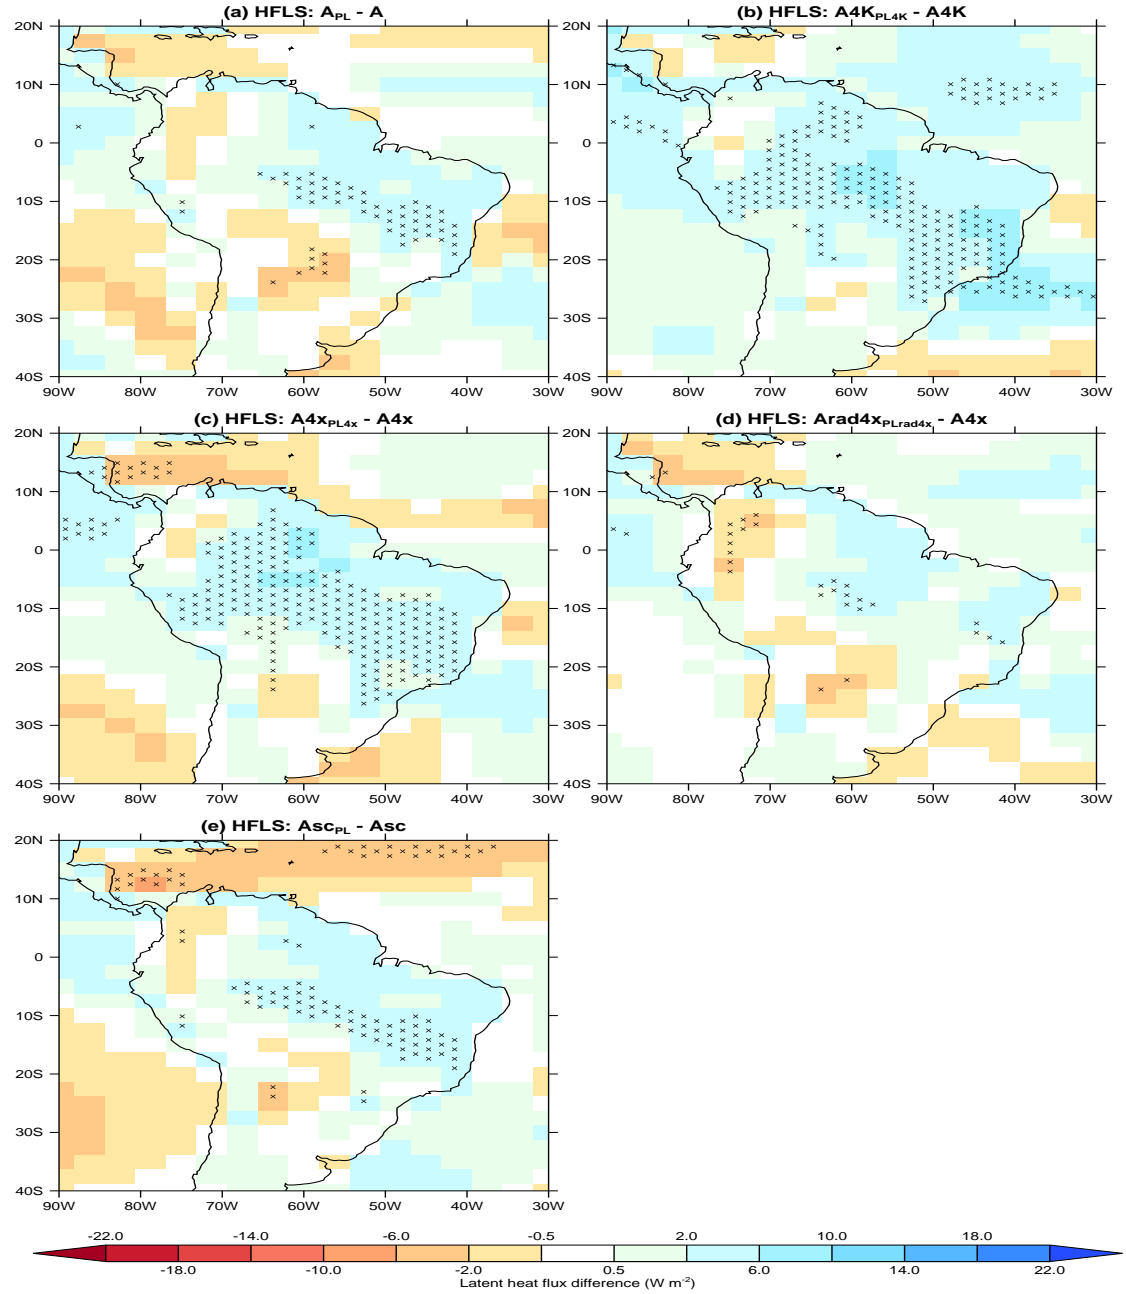 (a) HFLS: A_PL - A
(b) HFLS: A4K_PL4K - A4K
20N
10N
0
10S
20S
30S
40S
90W 80W 70W 60W 50W 40W 30W
20N
10N
0
10S
20S
30S
40S
90W 80W 70W 60W 50W 40W 30W
(c) HFLS: A4x_PL4x - A4x
(d) HFLS: Arad4x_PLrad4x - A4x
20N
10N
0
10S
20S
30S
40S
90W 80W 70W 60W 50W 40W 30W
20N
10N
0
10S
20S
30S
40S
90W 80W 70W 60W 50W 40W 30W
(e) HFLS: Asc_PL - Asc
20N
10N
0
10S
20S
30S
40S
90W 80W 70W 60W 50W 40W 30W
-22.0 -14.0 -6.0 -0.5 2.0 10.0 18.0
-18.0 -10.0 -2.0 0.5 6.0 14.0 22.0
Latent heat flux difference (W m⁻²)